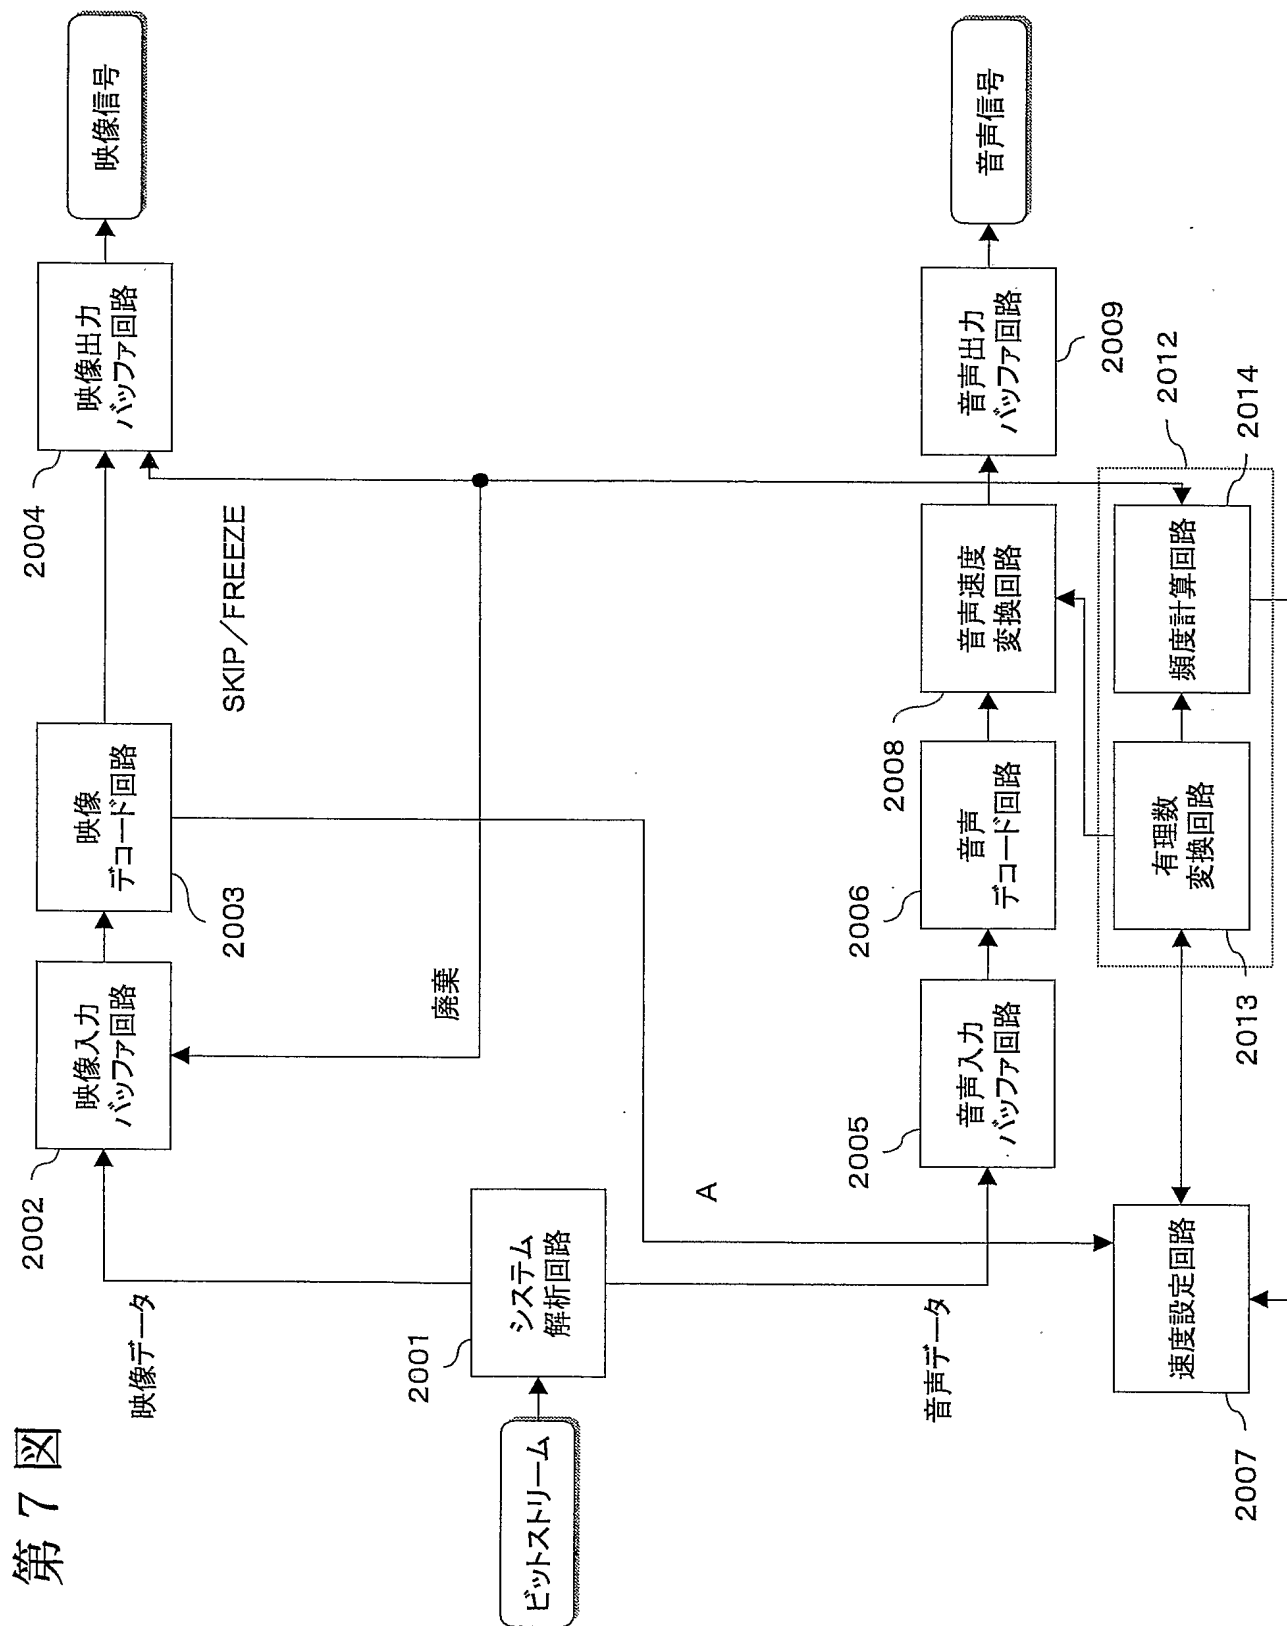 第 7 図
ビットストリーム
2001
システム
解析回路
映像データ
2002
映像入力
バッファ回路
2003
映像
デコード回路
2004
映像出力
バッファ回路
映像信号
SKIP/FREEZE
廃棄
A
音声データ
2005
音声入力
バッファ回路
2006
音声
デコード回路
2008
音声速度
変換回路
音声出力
バッファ回路
2009
音声信号
2007
速度設定回路
2013
有理数
変換回路
頻度計算回路
2012
2014